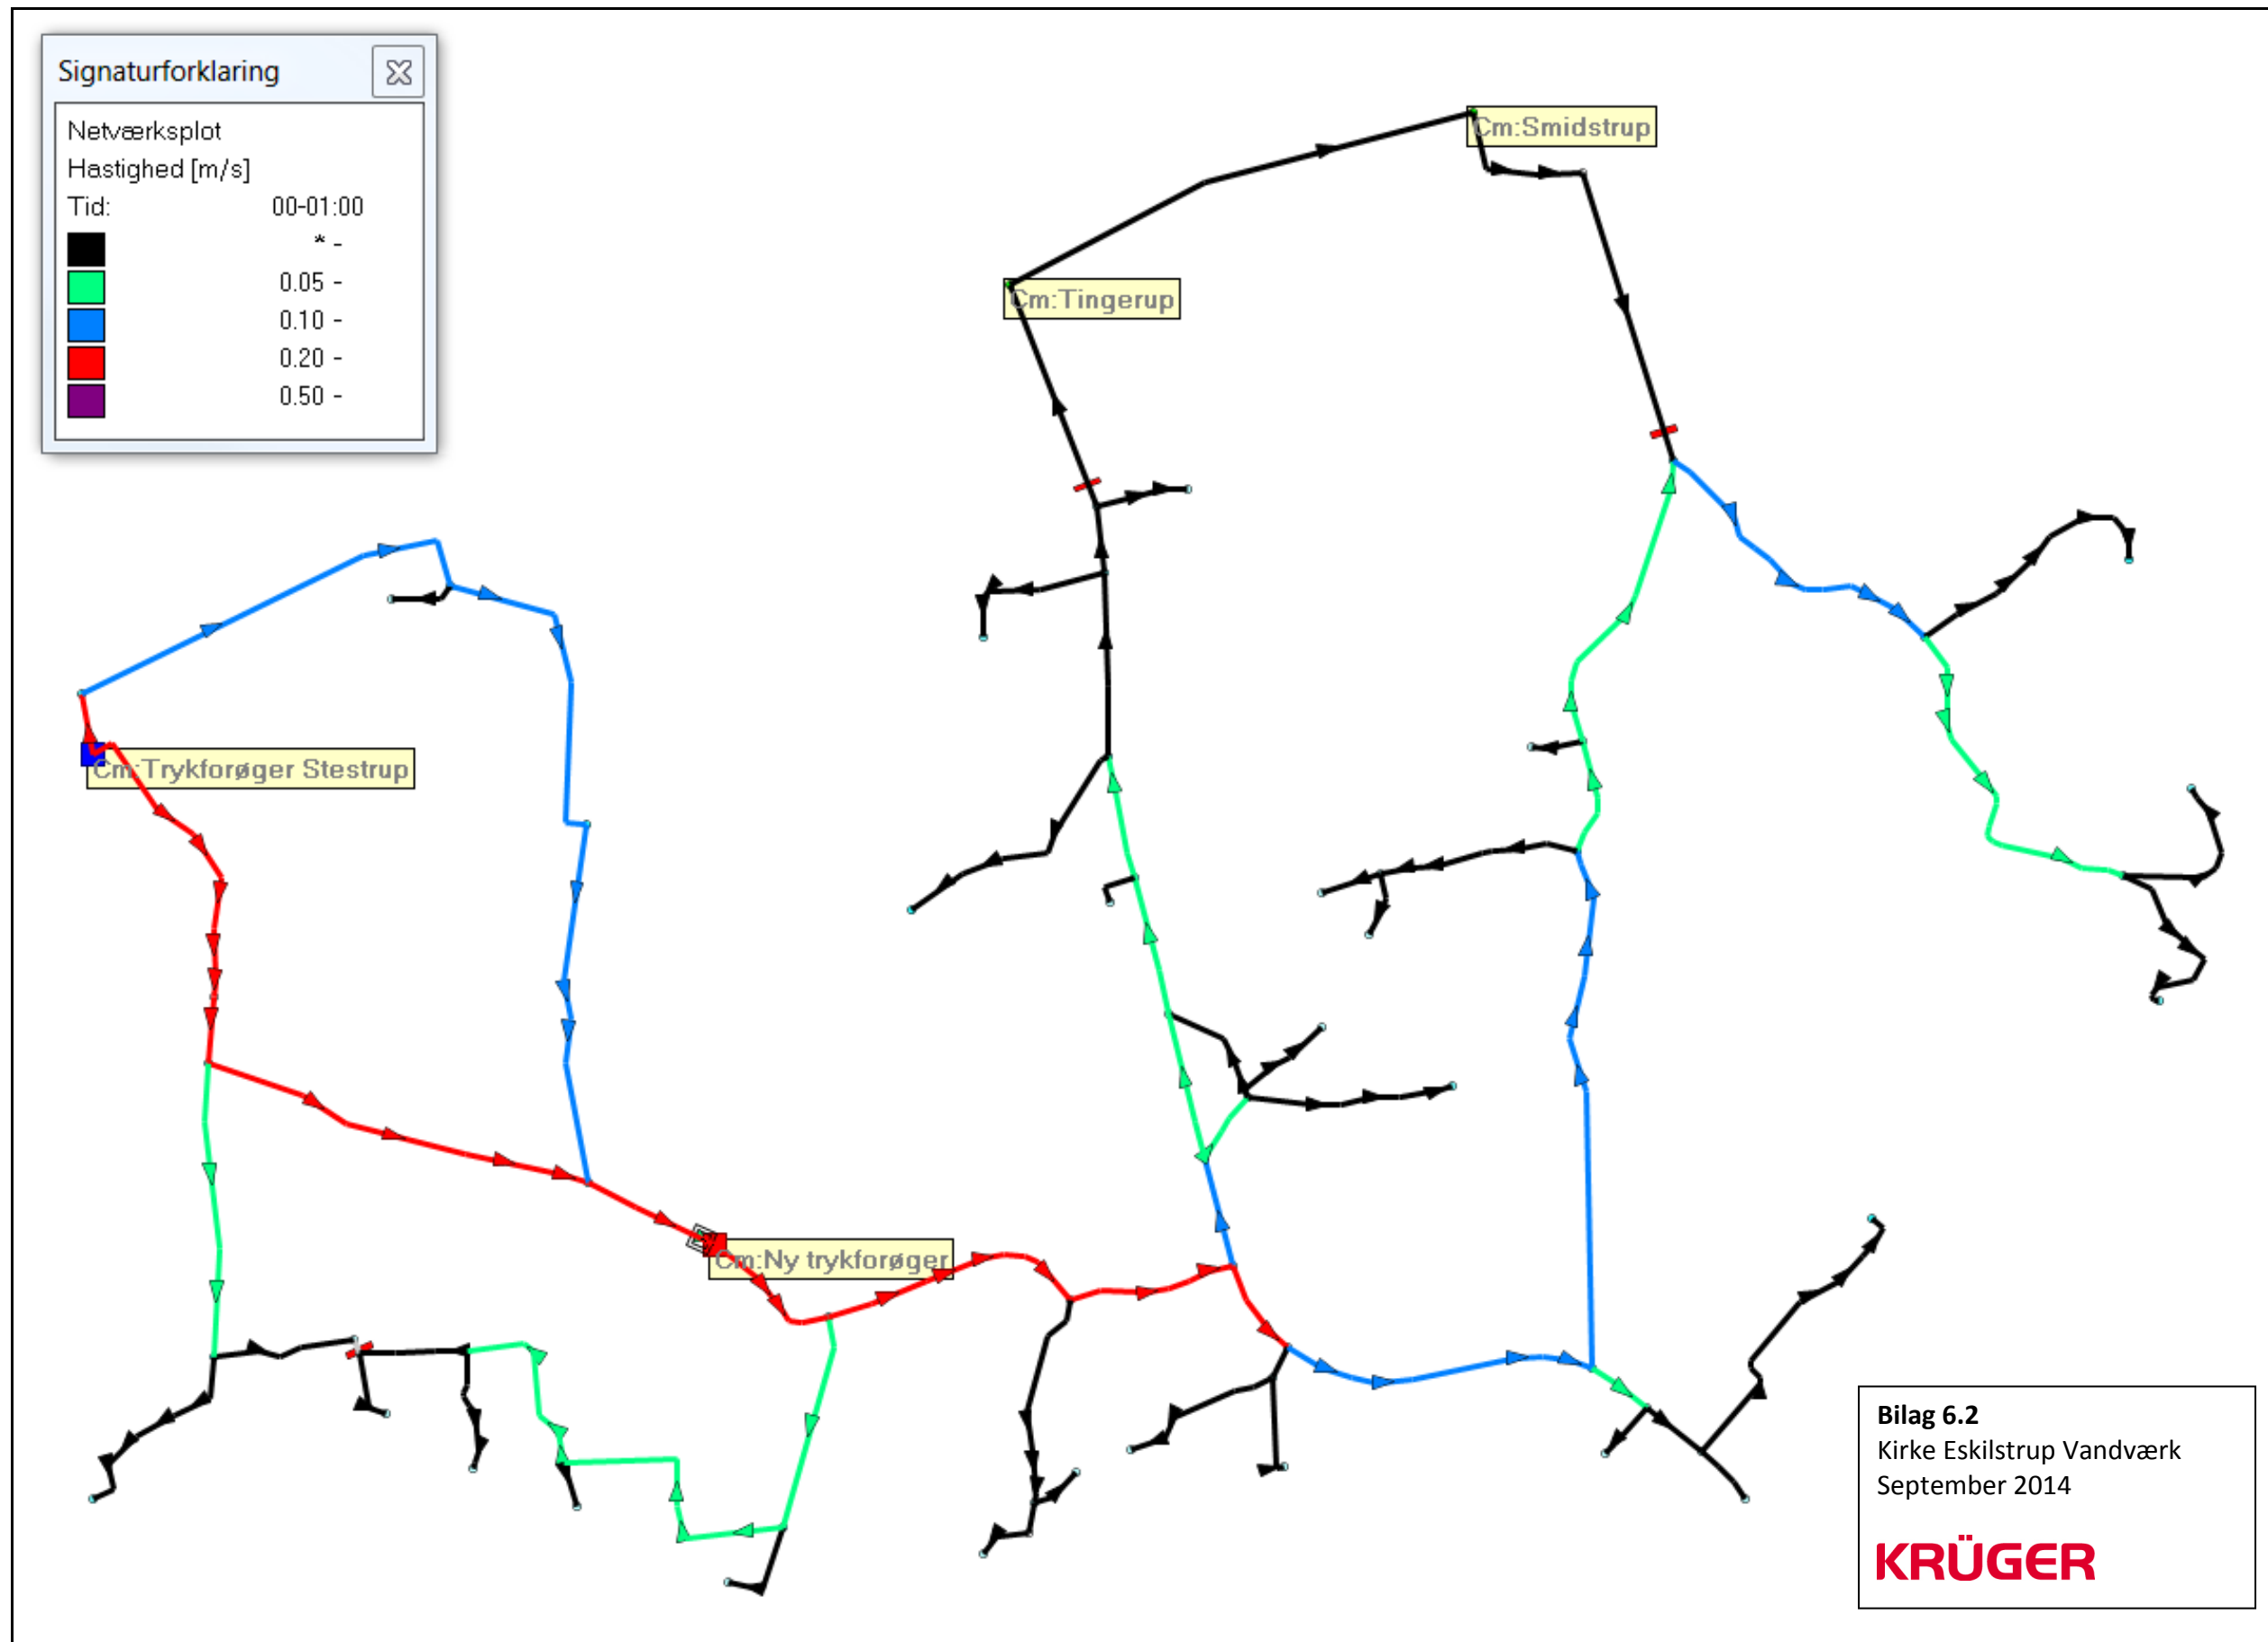 Signaturforklaring
Netværksplot
Hastighed [m/s]
Tid: 00-01:00
* -
0.05 -
0.10 -
0.20 -
0.50 -
Cm:Smidstrup
Cm:Tingerup
Cm:Trykforøger Stestrup
Cm:Ny trykforøger
Bilag 6.2
Kirke Eskilstrup Vandværk
September 2014
KRÜGER